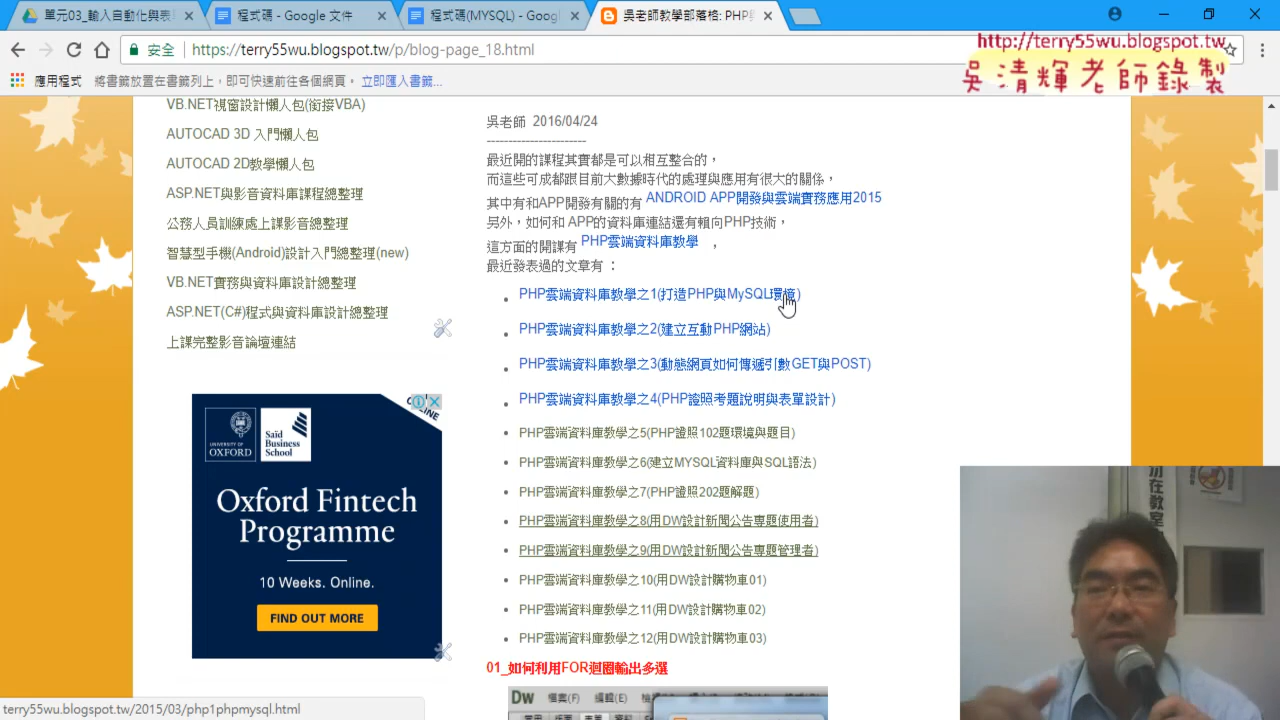 單元03_輸入自動化與表
程式碼 - Google 文件
程式碼(MYSQL) - Goog
吳老師教學部落格: PHP
安全
https://terry55wu.blogspot.tw/p/blog-page_18.html
http://terry55wu.blogspot.tw
吳清輝老師錄製
應用程式
將書籤放置在書籤列上，即可快速前往各個網頁。
立即匯入書籤...
VB.NET視窗設計懶人包(銜接VBA)
AUTOCAD 3D 入門懶人包
AUTOCAD 2D教學懶人包
ASP.NET與影音資料庫課程總整理
公務人員訓練處上課影音總整理
智慧型手機(Android)設計入門總整理(new)
VB.NET實務與資料庫設計總整理
ASP.NET(C#)程式與資料庫設計總整理
上課完整影音論壇連結
ONLINE
UNIVERSITY OF
OXFORD
Saïd
Business
School
Oxford Fintech
Programme
10 Weeks. Online.
FIND OUT MORE
吳老師 2016/04/24
----------------------
最近開的課程其實都是可以相互整合的，
而這些可成都跟目前大數據時代的處理與應用有很大的關係，
其中有和APP開發有關的有 ANDROID APP開發與雲端實務應用2015
另外，如何和 APP的資料庫連結還有賴向PHP技術，
這方面的開課有 PHP雲端資料庫教學 ，
最近發表過的文章有：
PHP雲端資料庫教學之1(打造PHP與MySQL環境)
PHP雲端資料庫教學之2(建立互動PHP網站)
PHP雲端資料庫教學之3(動態網頁如何傳遞引數GET與POST)
PHP雲端資料庫教學之4(PHP證照考題說明與表單設計)
PHP雲端資料庫教學之5(PHP證照102題環境與題目)
PHP雲端資料庫教學之6(建立MYSQL資料庫與SQL語法)
PHP雲端資料庫教學之7(PHP證照202題解題)
PHP雲端資料庫教學之8(用DW設計新聞公告專題使用者)
PHP雲端資料庫教學之9(用DW設計新聞公告專題管理者)
PHP雲端資料庫教學之10(用DW設計購物車01)
PHP雲端資料庫教學之11(用DW設計購物車02)
PHP雲端資料庫教學之12(用DW設計購物車03)
01_如何利用FOR迴圈輸出多選
Dw 檔案(F) 編輯(E)
terry55wu.blogspot.tw/2015/03/php1phpmysql.html